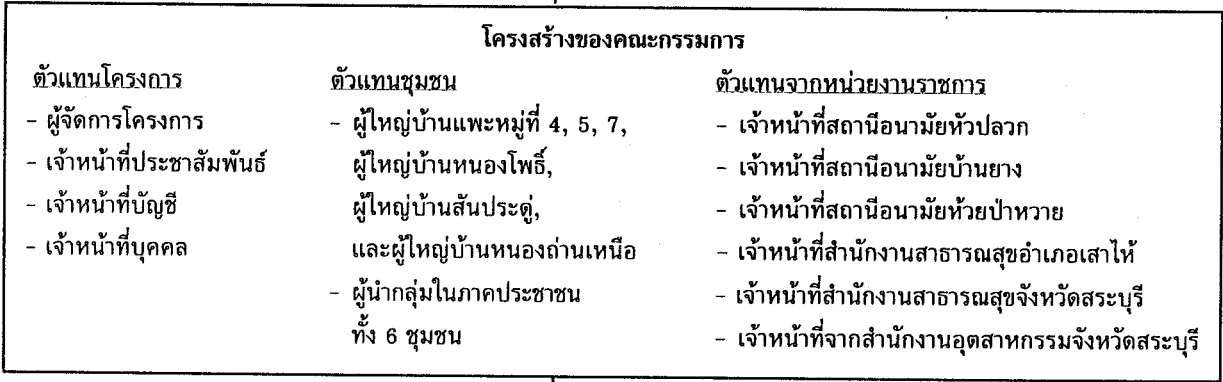 โครงสร้างของคณะกรรมการ
ตัวแทนโครงการ
- ผู้จัดการโครงการ
- เจ้าหน้าที่ประชาสัมพันธ์
- เจ้าหน้าที่บัญชี
- เจ้าหน้าที่บุคคล
ตัวแทนชุมชน
- ผู้ใหญ่บ้านแพะหมู่ที่ 4, 5, 7,
ผู้ใหญ่บ้านหนองโพธิ์,
ผู้ใหญ่บ้านสันประดู่,
และผู้ใหญ่บ้านหนองถ่านเหนือ
- ผู้นำกลุ่มในภาคประชาชน
ทั้ง 6 ชุมชน
ตัวแทนจากหน่วยงานราชการ
- เจ้าหน้าที่สถานีอนามัยหัวปลวก
- เจ้าหน้าที่สถานีอนามัยบ้านยาง
- เจ้าหน้าที่สถานีอนามัยห้วยป่าหวาย
- เจ้าหน้าที่สำนักงานสาธารณสุขอำเภอเสาไห้
- เจ้าหน้าที่สำนักงานสาธารณสุขจังหวัดสระบุรี
- เจ้าหน้าที่จากสำนักงานอุตสาหกรรมจังหวัดสระบุรี